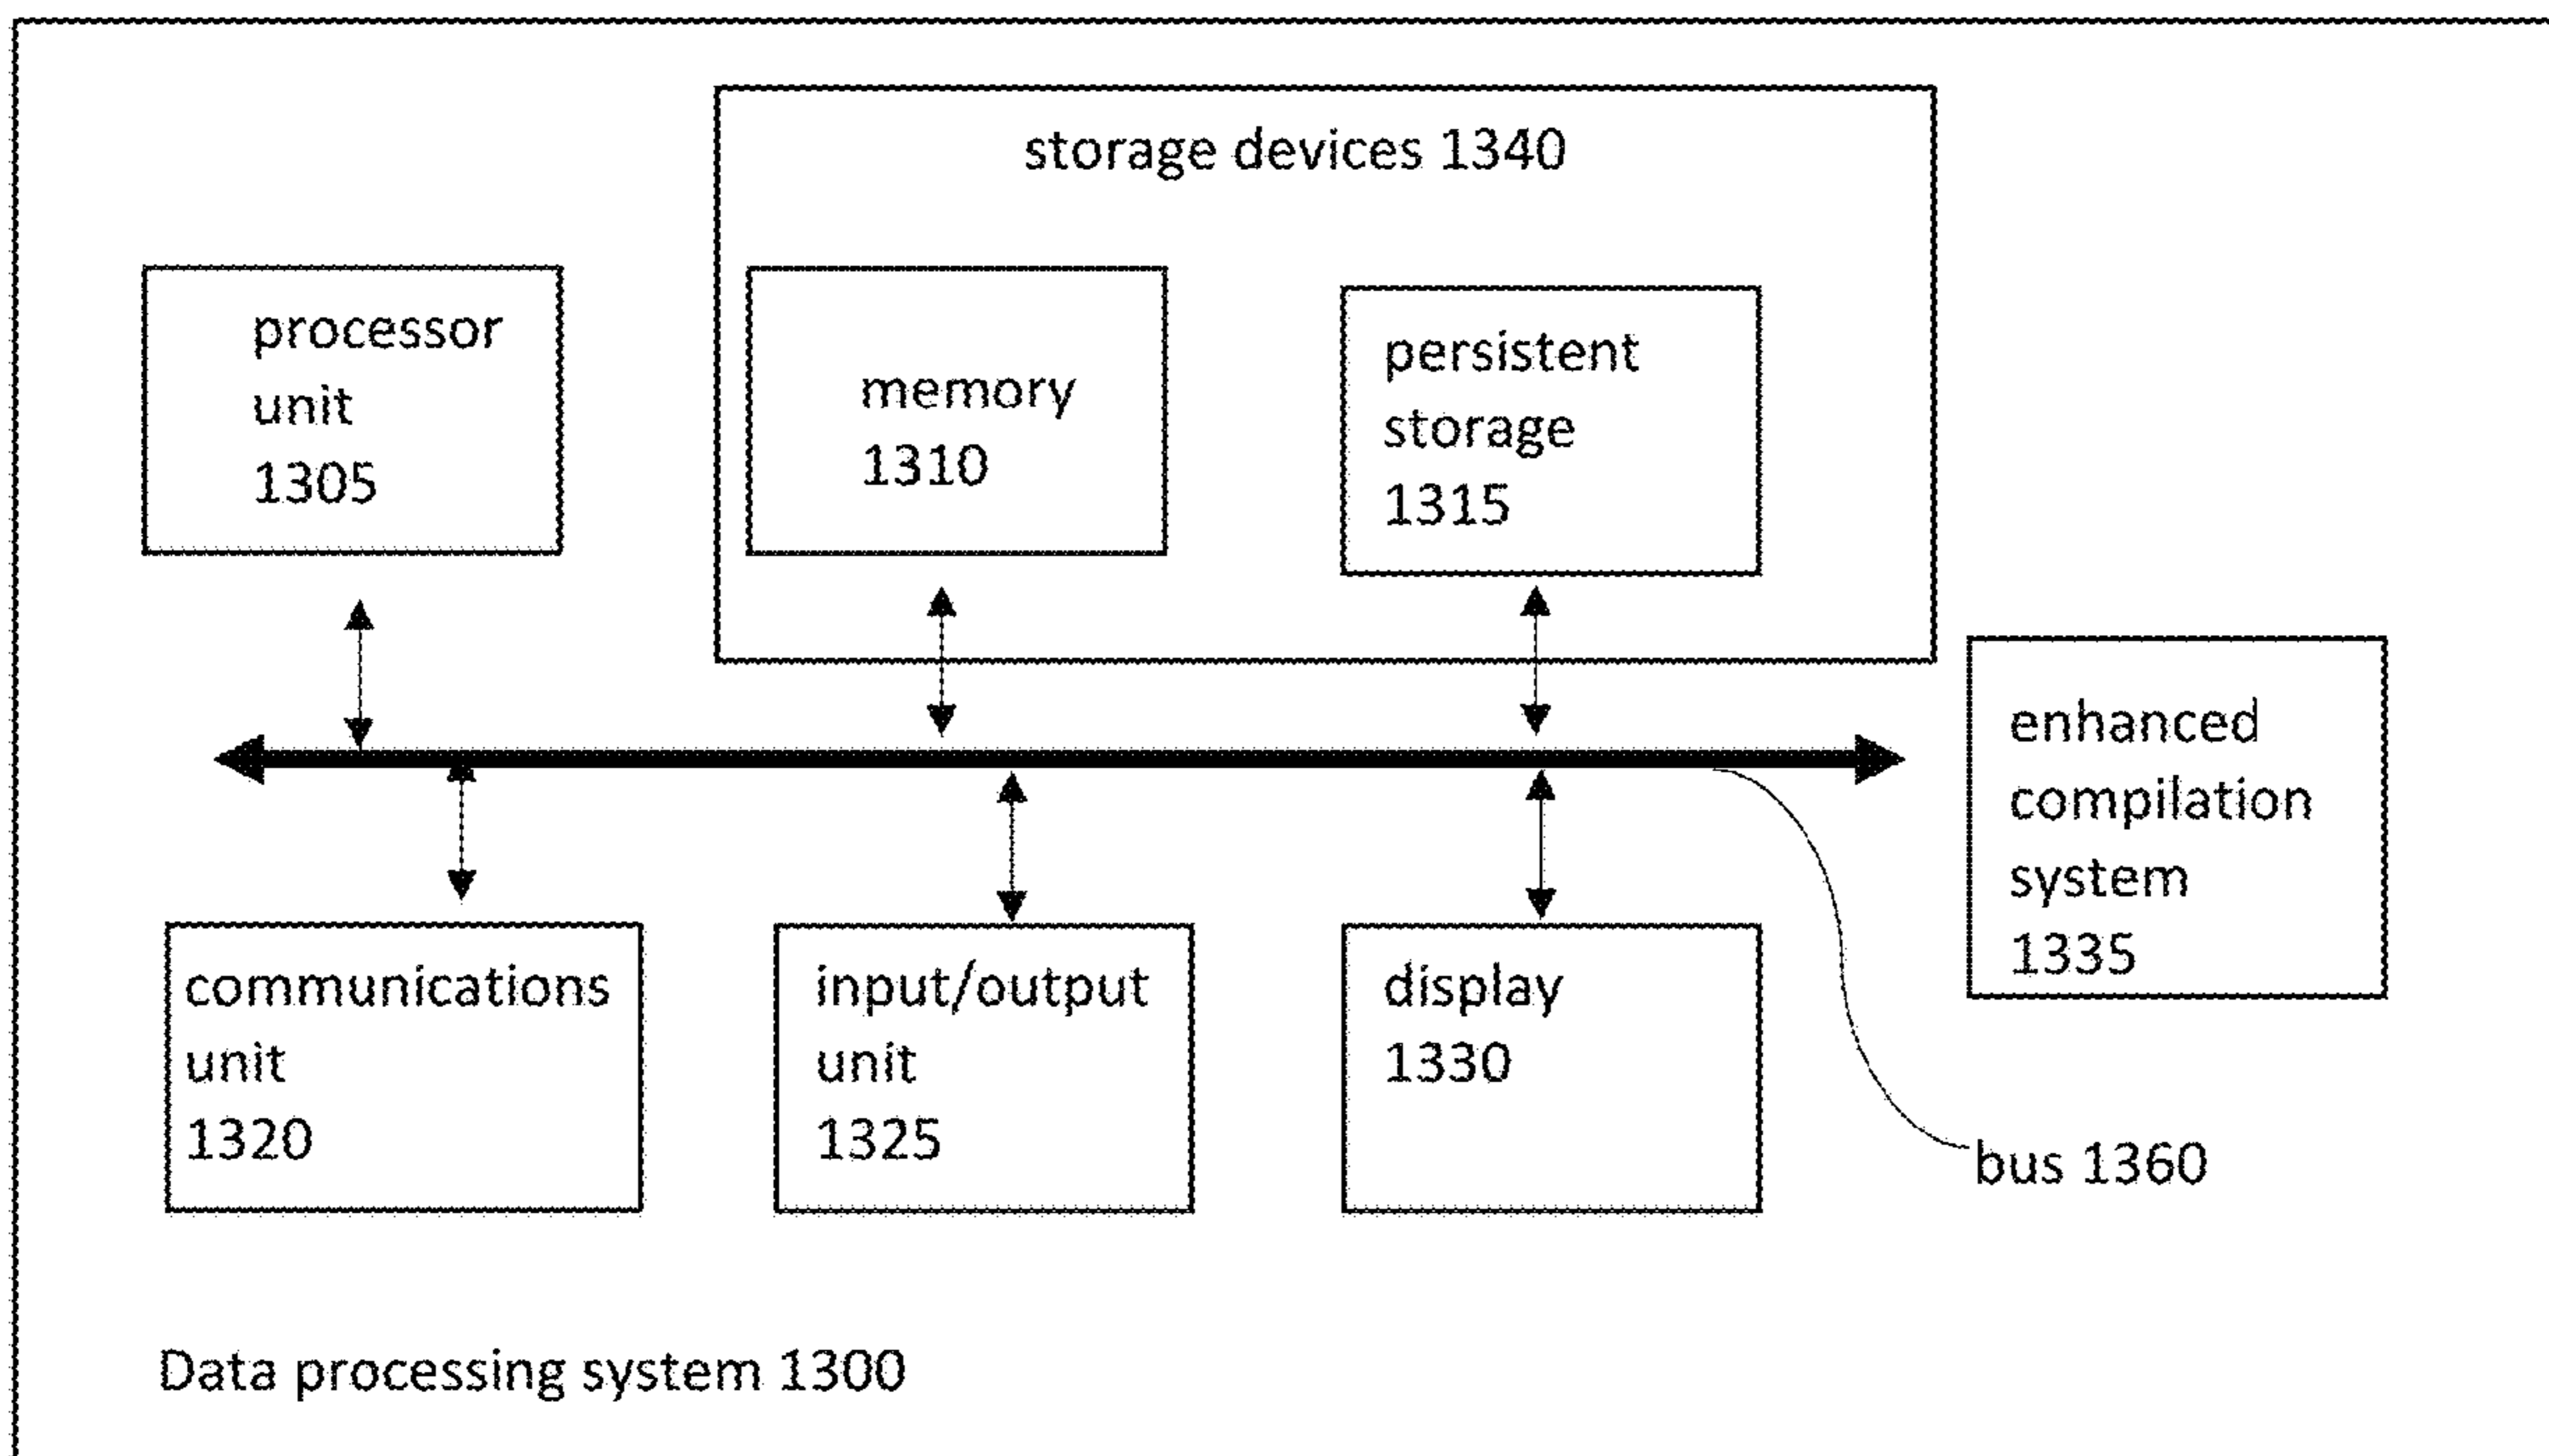 storage devices 1340
processor
unit
1305
memory
1310
persistent
storage
1315
enhanced
compilation
system
1335
communications
unit
1320
input/output
unit
1325
display
1330
bus 1360
Data processing system 1300